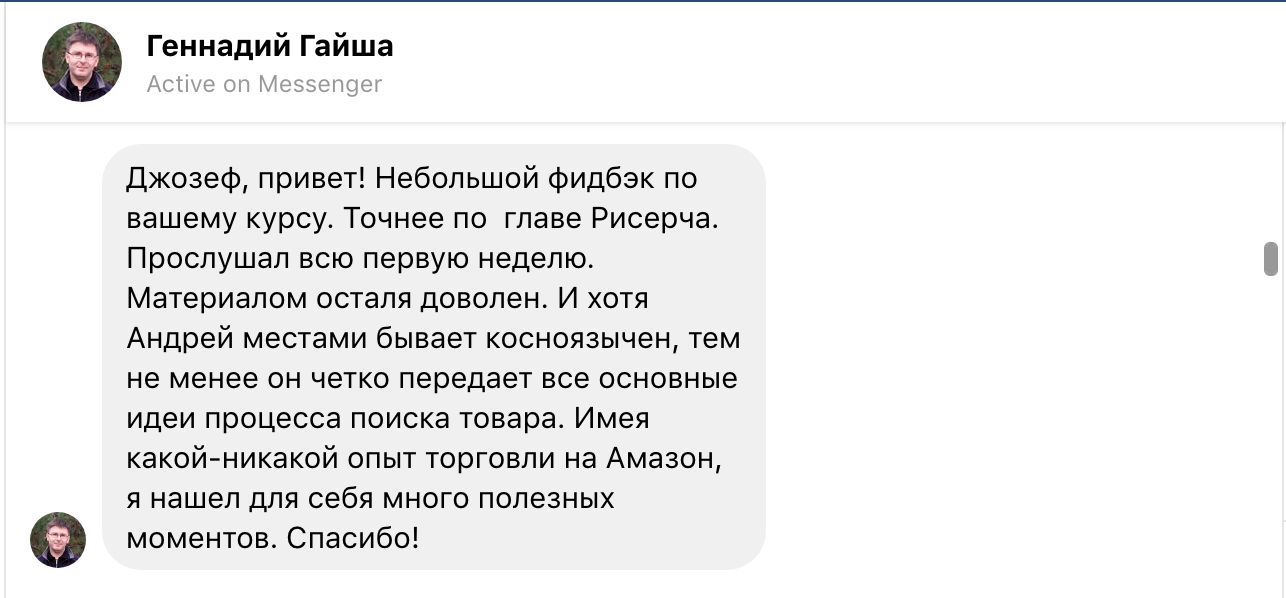 Геннадий Гайша
Active on Messenger
Джозеф, привет! Небольшой фидбэк по
вашему курсу. Точнее по  главе Рисерча.
Прослушал всю первую неделю.
Материалом осталя доволен. И хотя
Андрей местами бывает косноязычен, тем
не менее он четко передает все основные
идеи процесса поиска товара. Имея
какой-никакой опыт торговли на Амазон,
я нашел для себя много полезных
моментов. Спасибо!